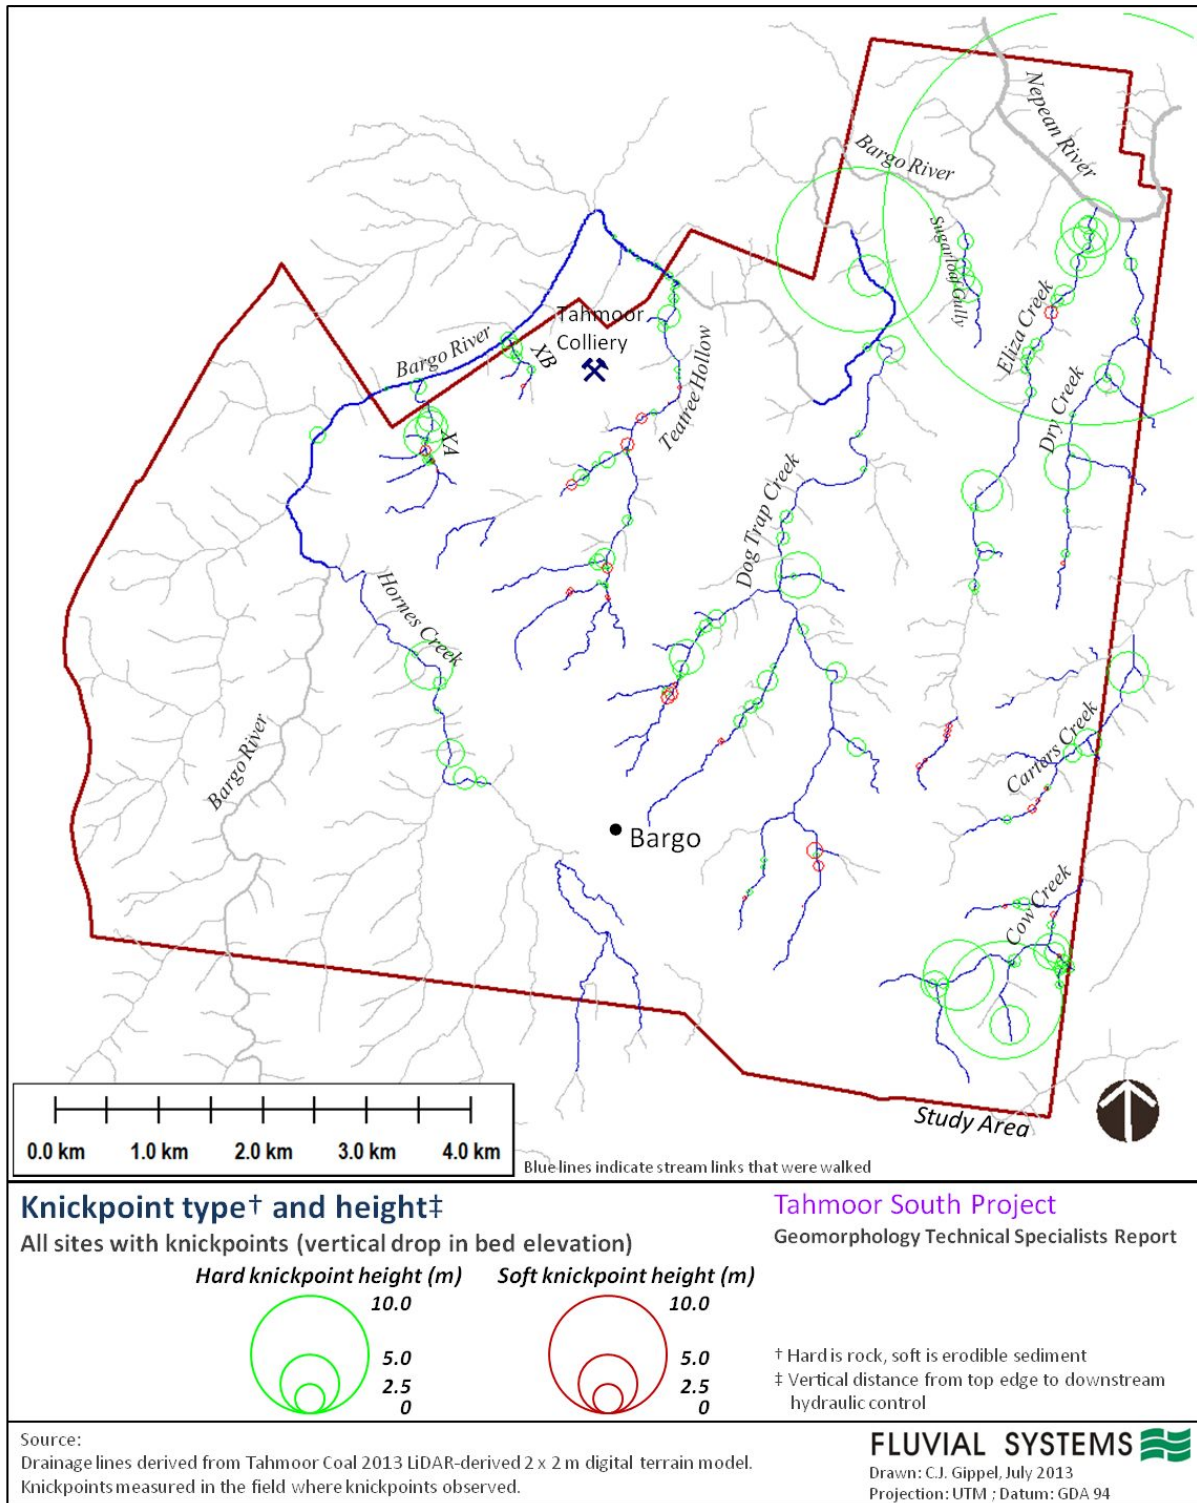 Nepean River
Bargo River
Sugarloaf Gully
Eliza Creek
Dry Creek
Tahmoor
Colliery
Bargo River
XB
XA
Teatree Hollow
Dog Trap Creek
Hornes Creek
Bargo River
Carters Creek
Bargo
Cow Creek
Study Area
0.0 km 1.0 km 2.0 km 3.0 km 4.0 km
Blue lines indicate stream links that were walked
Knickpoint type† and height‡
All sites with knickpoints (vertical drop in bed elevation)
Hard knickpoint height (m)
10.0
5.0
2.5
0
Soft knickpoint height (m)
10.0
5.0
2.5
0
Tahmoor South Project
Geomorphology Technical Specialists Report
† Hard is rock, soft is erodible sediment
‡ Vertical distance from top edge to downstream
hydraulic control
Source:
Drainage lines derived from Tahmoor Coal 2013 LiDAR-derived 2 x 2 m digital terrain model.
Knickpoints measured in the field where knickpoints observed.
FLUVIAL SYSTEMS
Drawn: C.J. Gippel, July 2013
Projection: UTM ; Datum: GDA 94